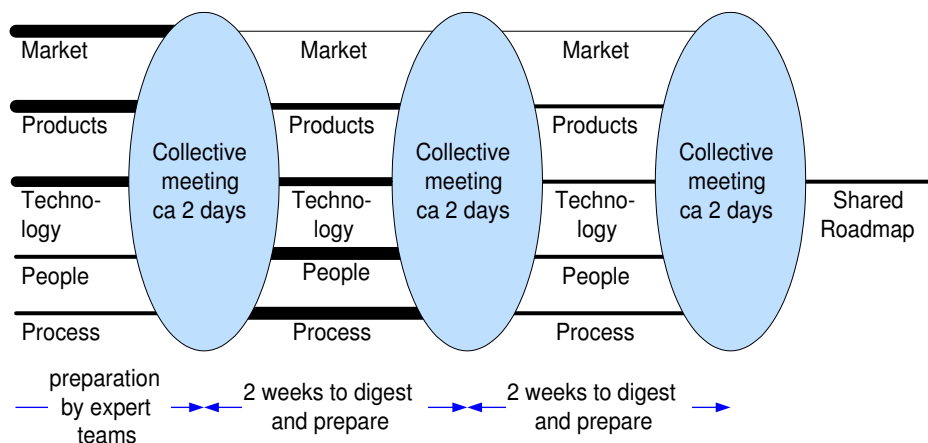 Market
Market
Market
Products
Products
Products
Collective
meeting
ca 2 days
Collective
meeting
ca 2 days
Collective
meeting
ca 2 days
Techno-
logy
Techno-
logy
Techno-
logy
Shared
Roadmap
People
People
People
Process
Process
Process
preparation
by expert
teams
2 weeks to digest
and prepare
2 weeks to digest
and prepare